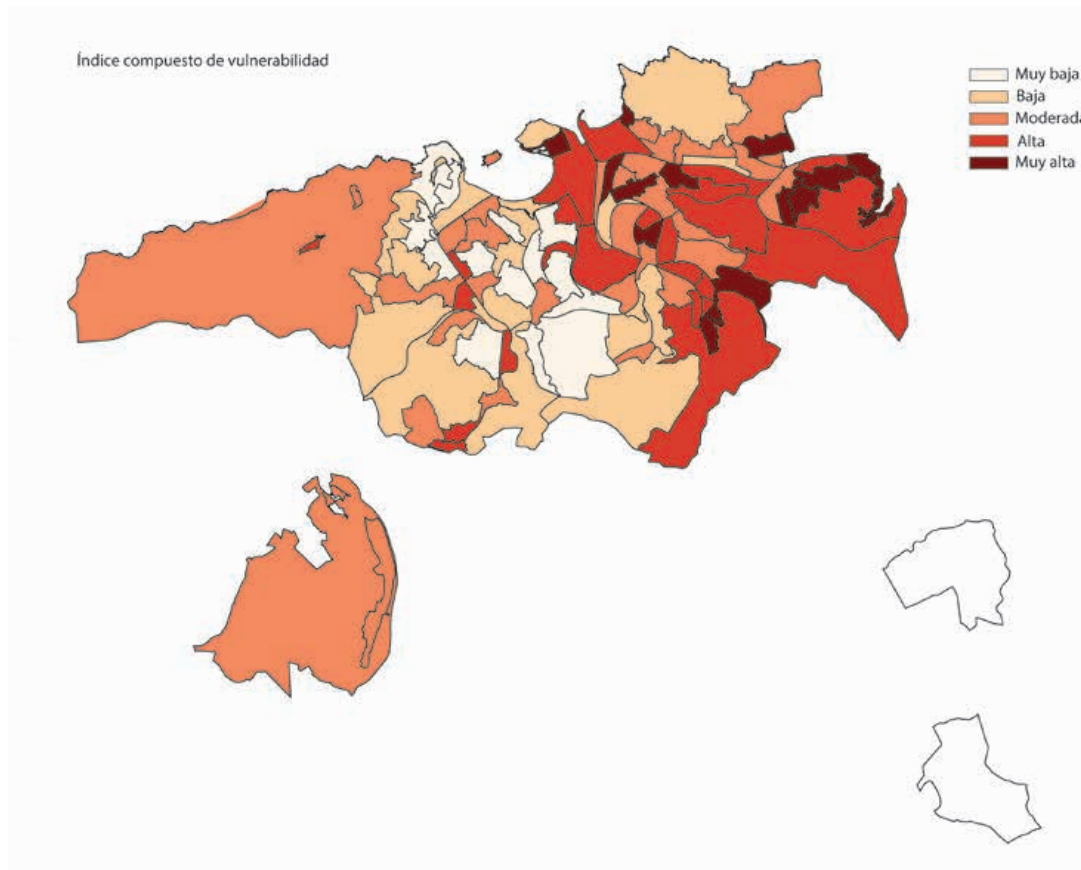 Índice compuesto de vulnerabilidad
Muy baja
Baja
Moderada
Alta
Muy alta